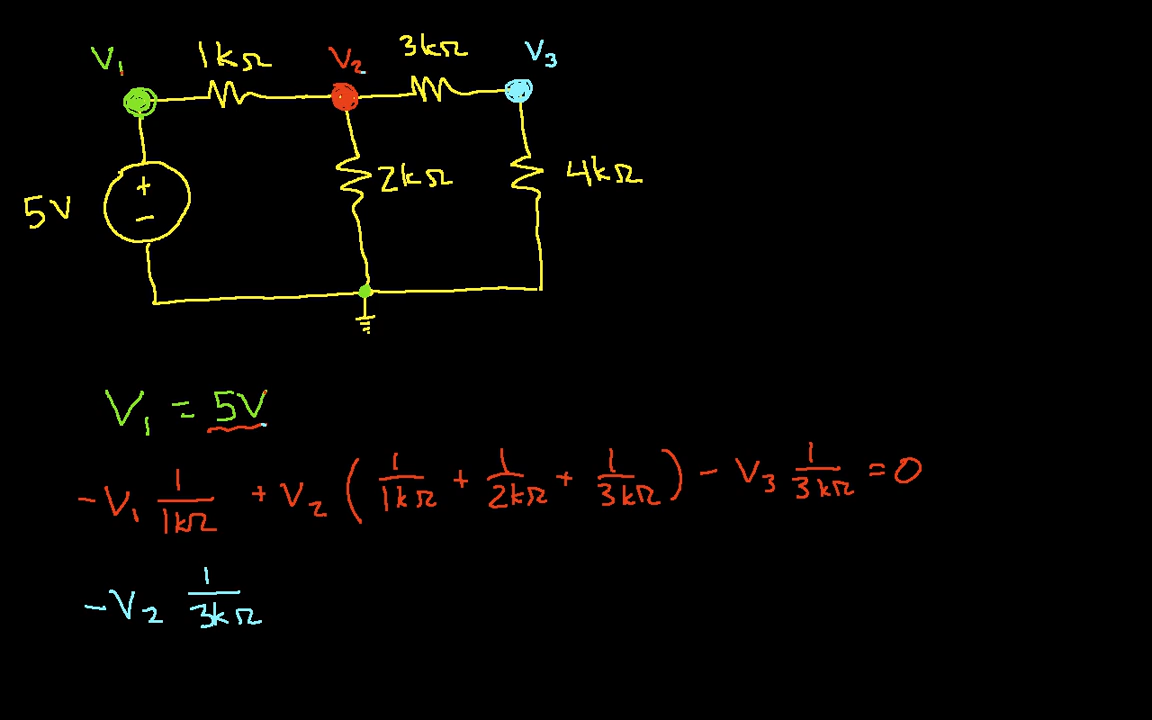 V₁ 1kΩ V₂ 3kΩ V₃
5V + − 2kΩ 4kΩ
V₁ = 5V
-V₁ 1/1kΩ + V₂ (1/1kΩ + 1/2kΩ + 1/3kΩ) - V₃ 1/3kΩ = 0
-V₂ 1/3kΩ